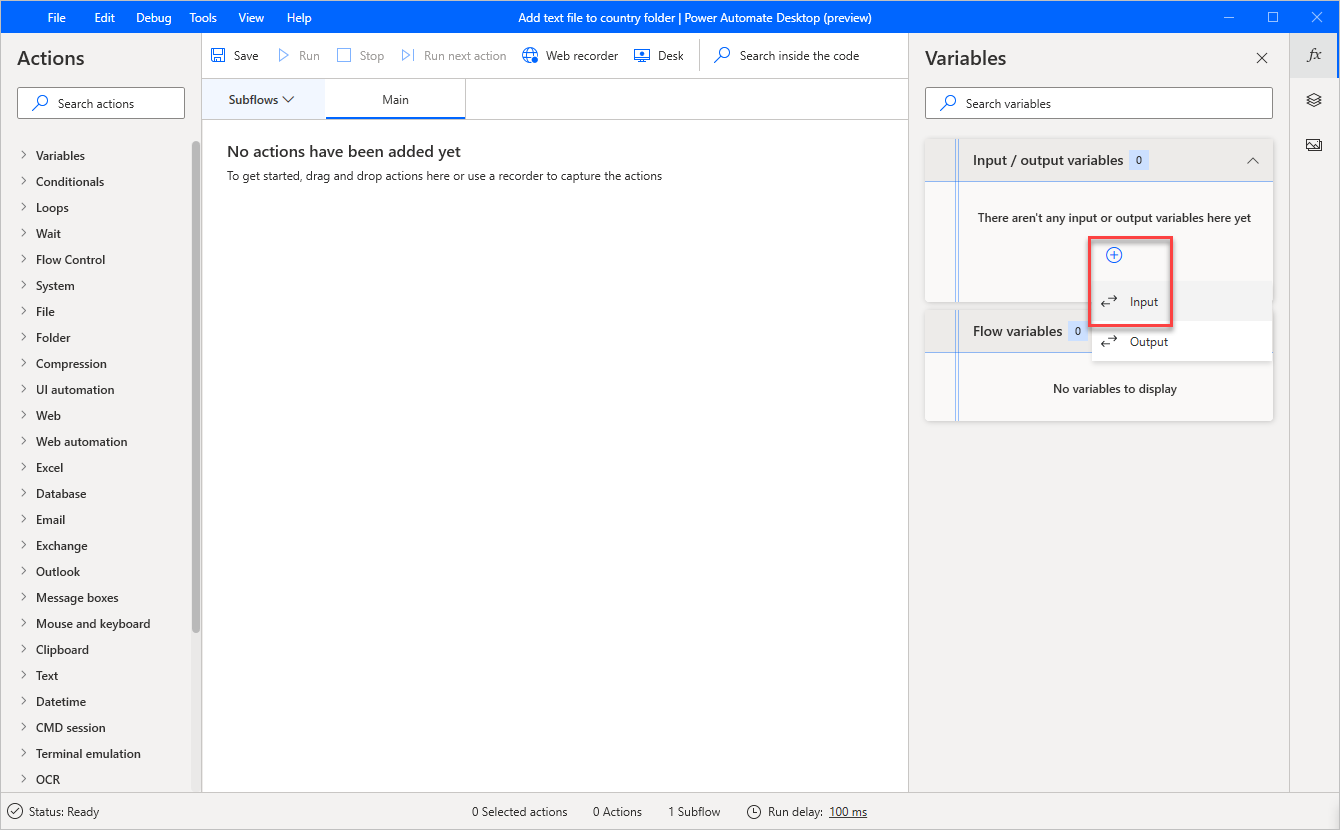 File Edit Debug Tools View Help Add text file to country folder | Power Automate Desktop (preview)
Actions
Search actions
Variables
Conditionals
Loops
Wait
Flow Control
System
File
Folder
Compression
UI automation
Web
Web automation
Excel
Database
Email
Exchange
Outlook
Message boxes
Mouse and keyboard
Clipboard
Text
Datetime
CMD session
Terminal emulation
OCR
Save Run Stop Run next action Web recorder Desk Search inside the code
Subflows Main
No actions have been added yet
To get started, drag and drop actions here or use a recorder to capture the actions
Variables
Search variables
Input / output variables 0
There aren't any input or output variables here yet
Input
Output
Flow variables 0
No variables to display
fx
Status: Ready 0 Selected actions 0 Actions 1 Subflow Run delay: 100 ms